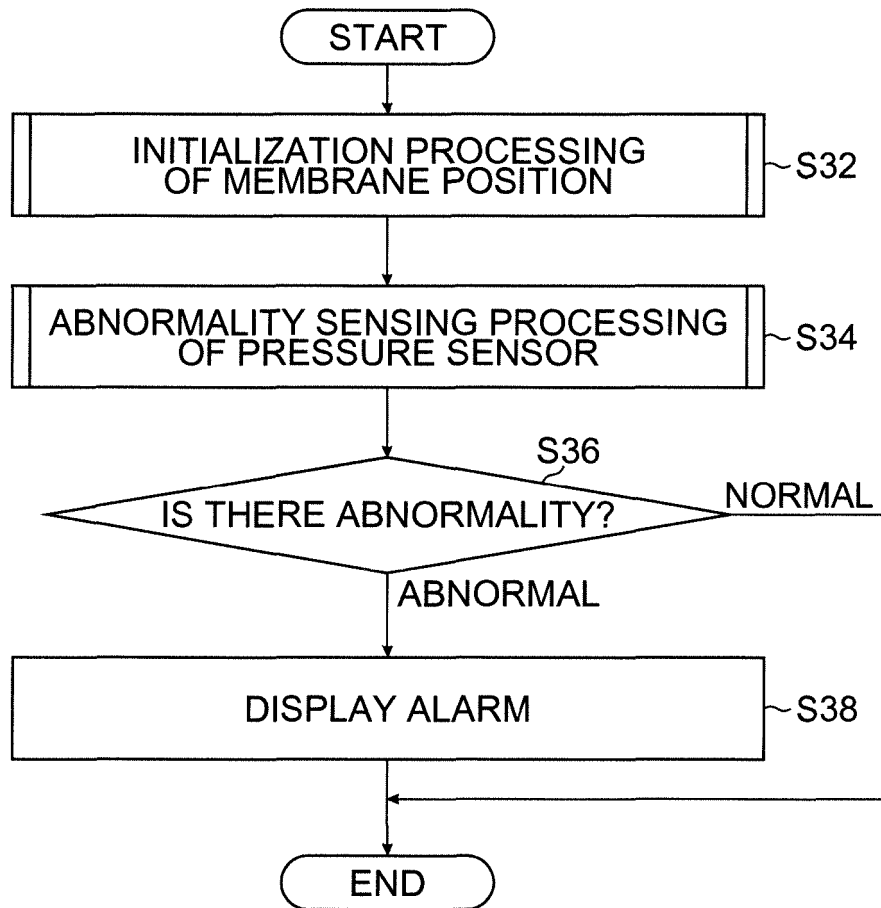 START
INITIALIZATION PROCESSING
OF MEMBRANE POSITION
S32
ABNORMALITY SENSING PROCESSING
OF PRESSURE SENSOR
S34
S36
IS THERE ABNORMALITY?
NORMAL
ABNORMAL
DISPLAY ALARM
S38
END